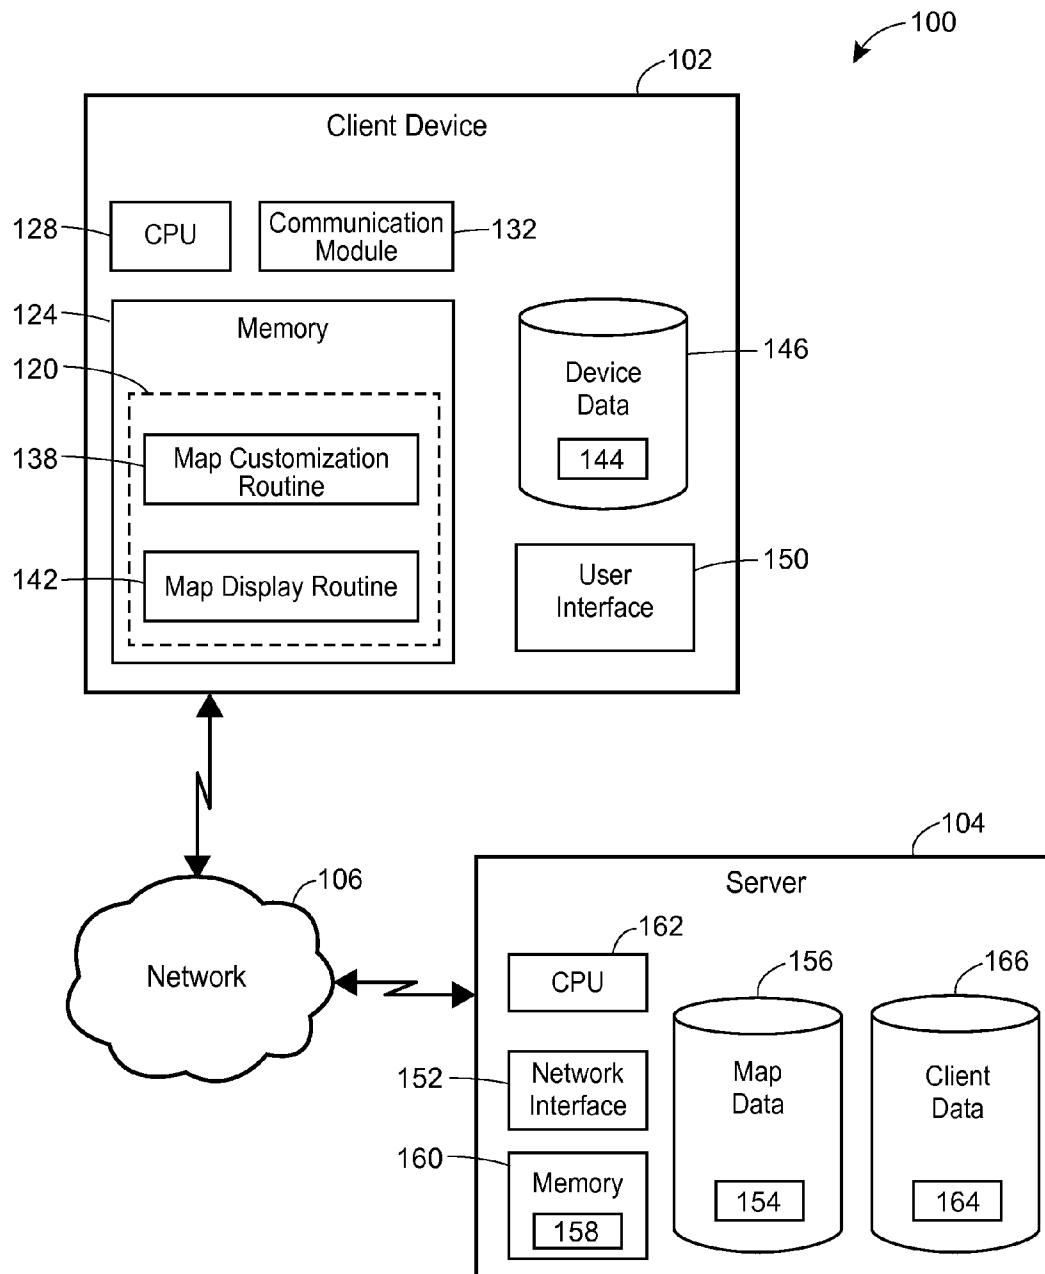 100
102
Client Device
128
CPU
Communication
Module
132
124
Memory
120
146
Device
Data
144
138
Map Customization
Routine
142
Map Display Routine
User
Interface
150
104
Server
106
Network
162
CPU
156
166
152
Network
Interface
Map
Data
Client
Data
160
Memory
158
154
164